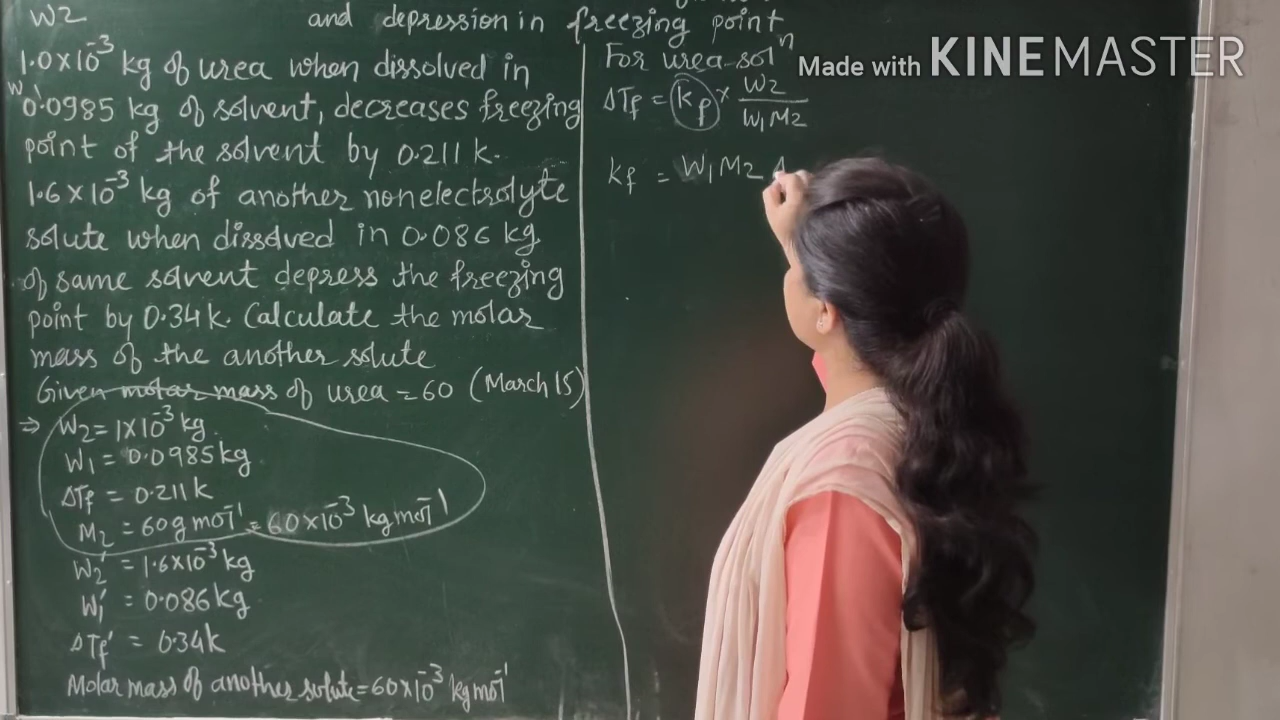 W2
and depression in freezing point
1.0×10⁻³ kg of urea when dissolved in
W1
0.0985 kg of solvent, decreases freezing
point of the solvent by 0.211 k.
1.6×10⁻³ kg of another nonelectrolyte
solute when dissolved in 0.086 kg
of same solvent depress the freezing
point by 0.34 k. Calculate the molar
mass of the another solute
Given molar mass of urea = 60 (March 15)
⇒ W2 = 1×10⁻³ kg.
W1 = 0.0985 kg
ΔTf = 0.211 k
M2 = 60 g mol⁻¹ = 60×10⁻³ kg mol⁻¹
W2' = 1.6×10⁻³ kg
W1' = 0.086 kg
ΔTf' = 0.34 k
Molar mass of another solute = 60×10⁻³ kg mol⁻¹
For urea solⁿ
ΔTf = kf × W2 / W1 M2
kf = W1 M2
Made with KINEMASTER